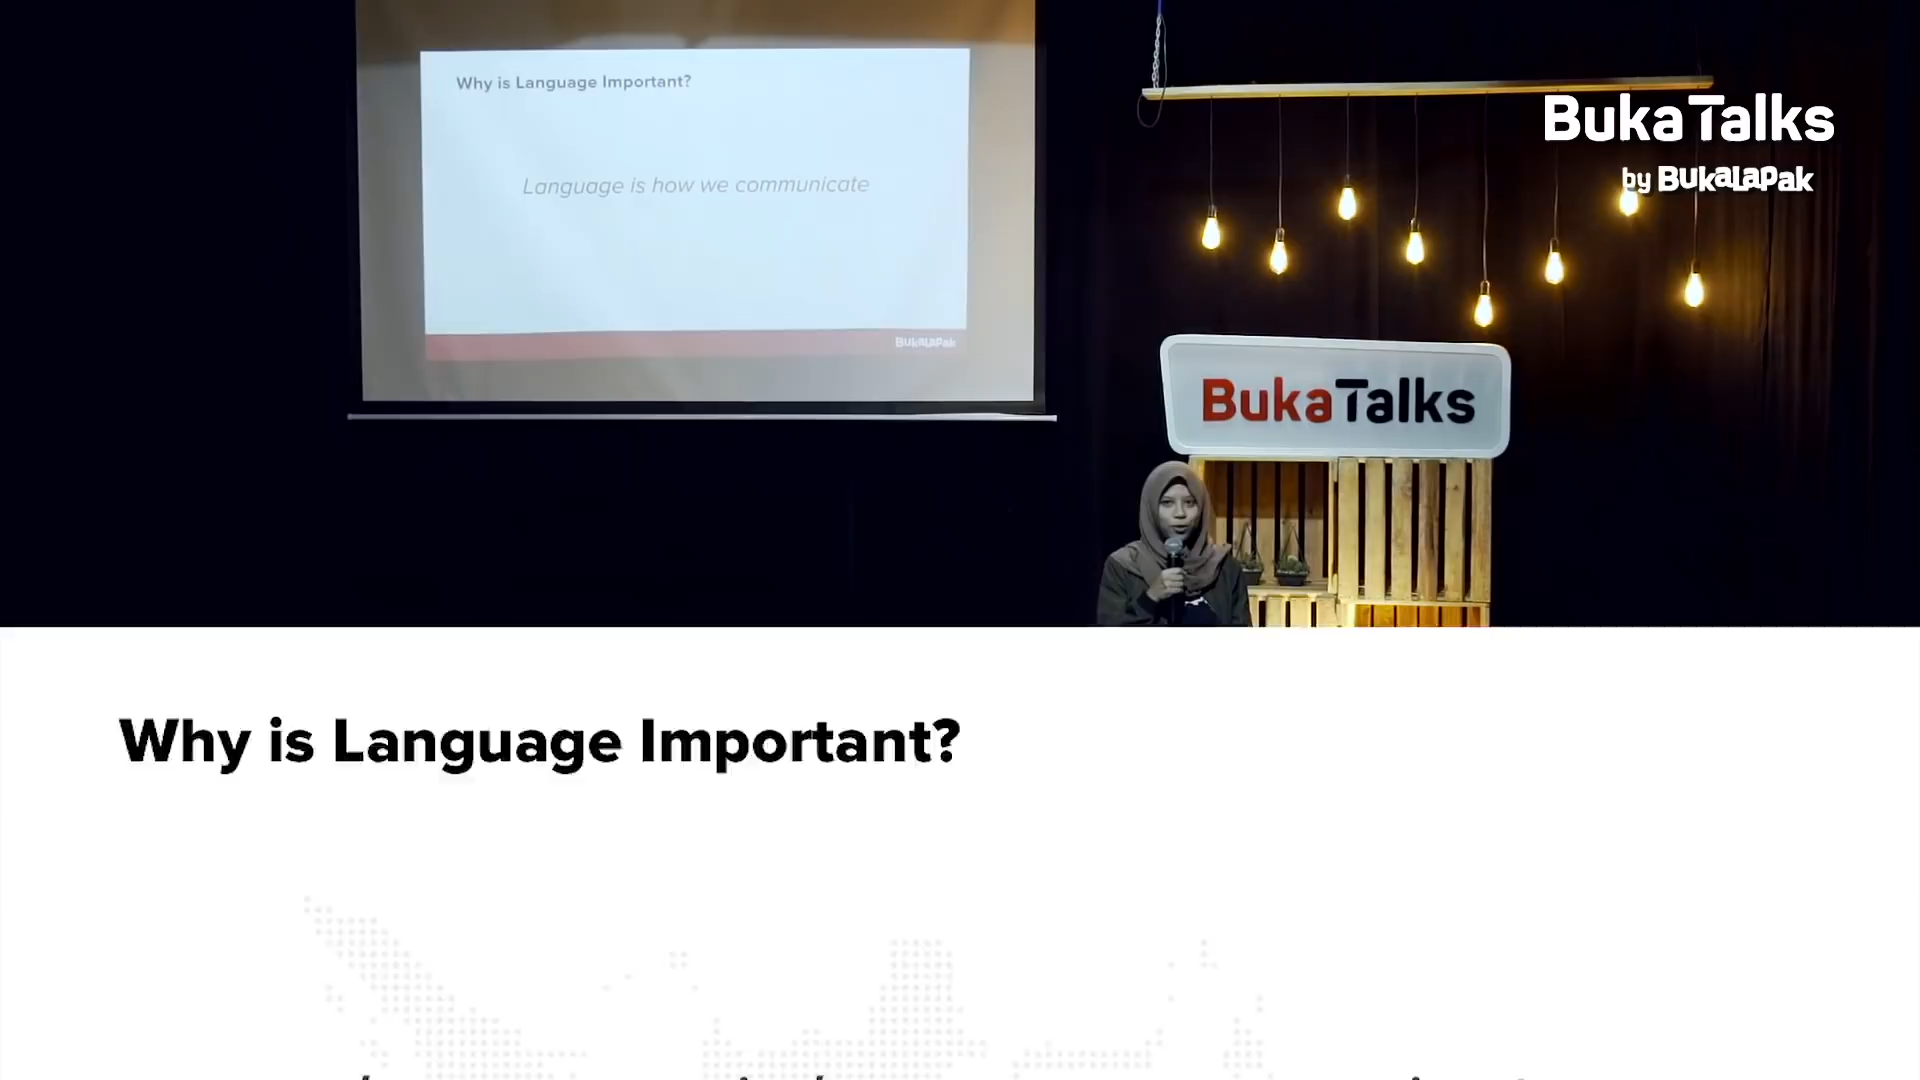 Why is Language Important?
Language is how we communicate
BukaLaPak
BukaTalks
by BukaLaPak
BukaTalks
Why is Language Important?